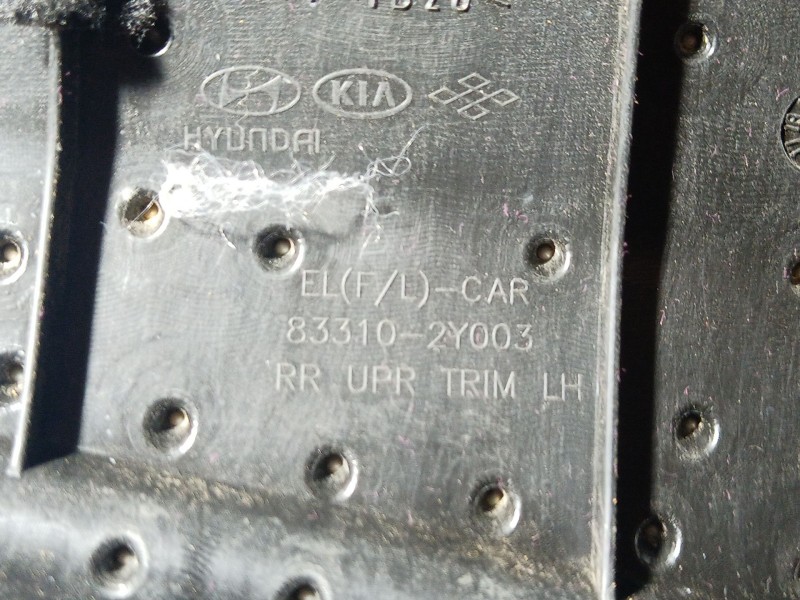 KIA
HYUNDAI
EL(F/L)-CAR
83310-2Y003
RR UPR TRIM LH